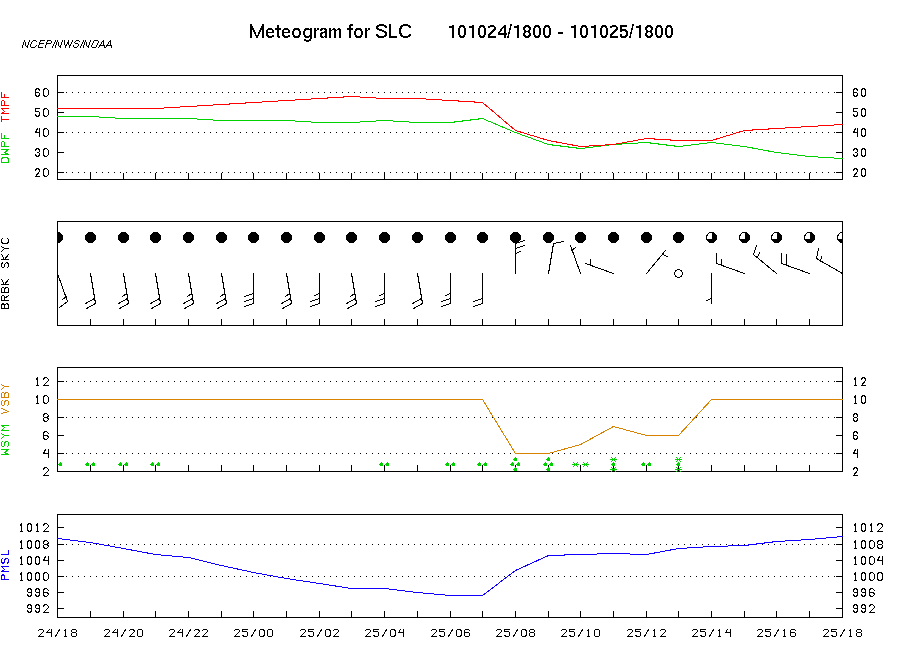 Meteogram for SLC 101024/1800 - 101025/1800
NCEP/NWS/NOAA
DWPF TMPF
60 60
50 50
40 40
30 30
20 20
BRBK SKYC
WSYM VSBY
12 12
10 10
8 8
6 6
4 4
2 2
PMSL
1012 1012
1008 1008
1004 1004
1000 1000
996 996
992 992
24/18 24/20 24/22 25/00 25/02 25/04 25/06 25/08 25/10 25/12 25/14 25/16 25/18